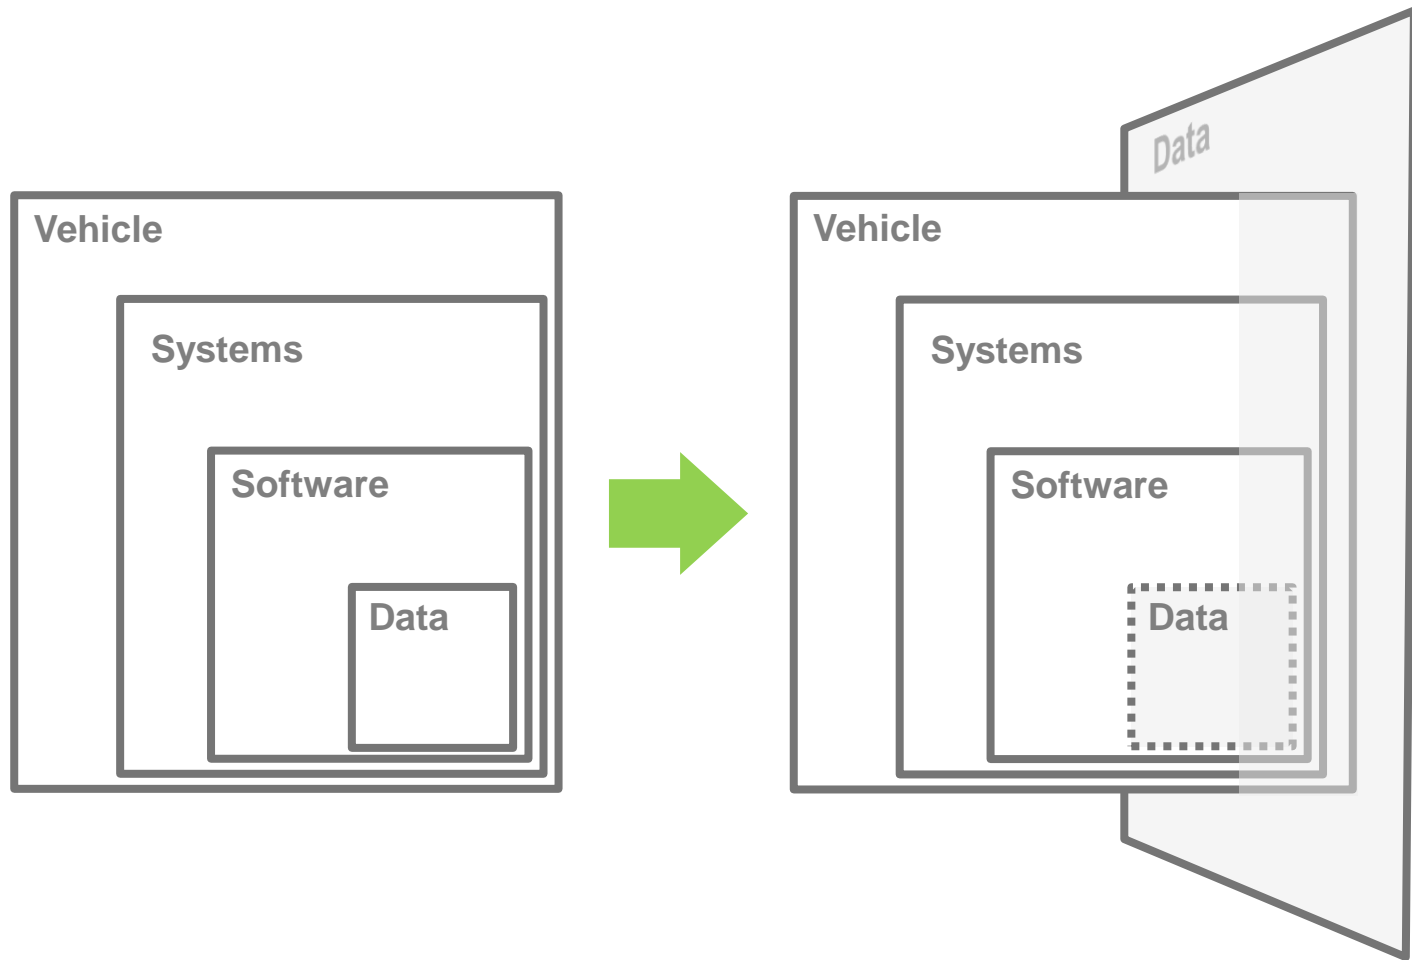 Vehicle
Systems
Software
Data
Data
Vehicle
Systems
Software
Data